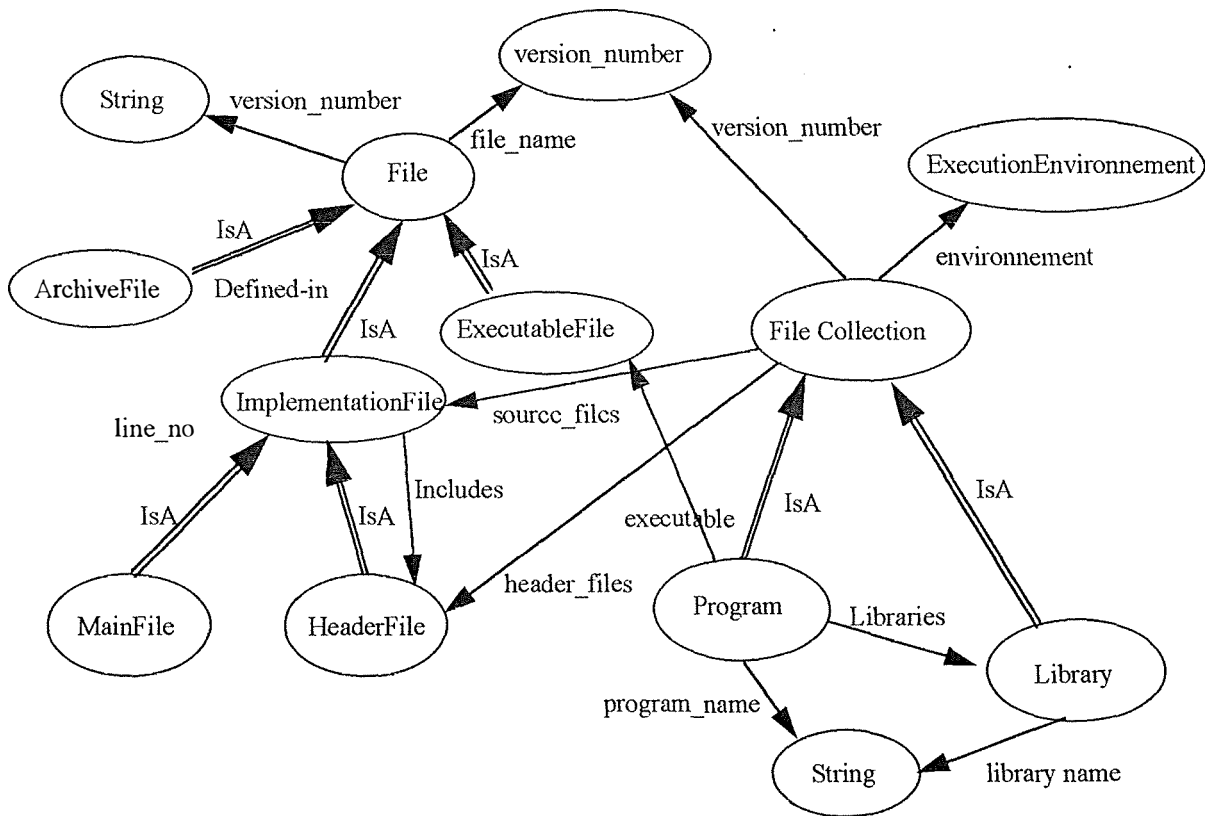 version_number
String
version_number
version_number
file_name
File
ExecutionEnvironnement
IsA
IsA
environnement
ArchiveFile
Defined-in
IsA
ExecutableFile
File Collection
ImplementationFile
source_files
line_no
Includes
IsA
IsA
IsA
IsA
executable
header_files
MainFile
HeaderFile
Program
Libraries
Library
program_name
String
library name